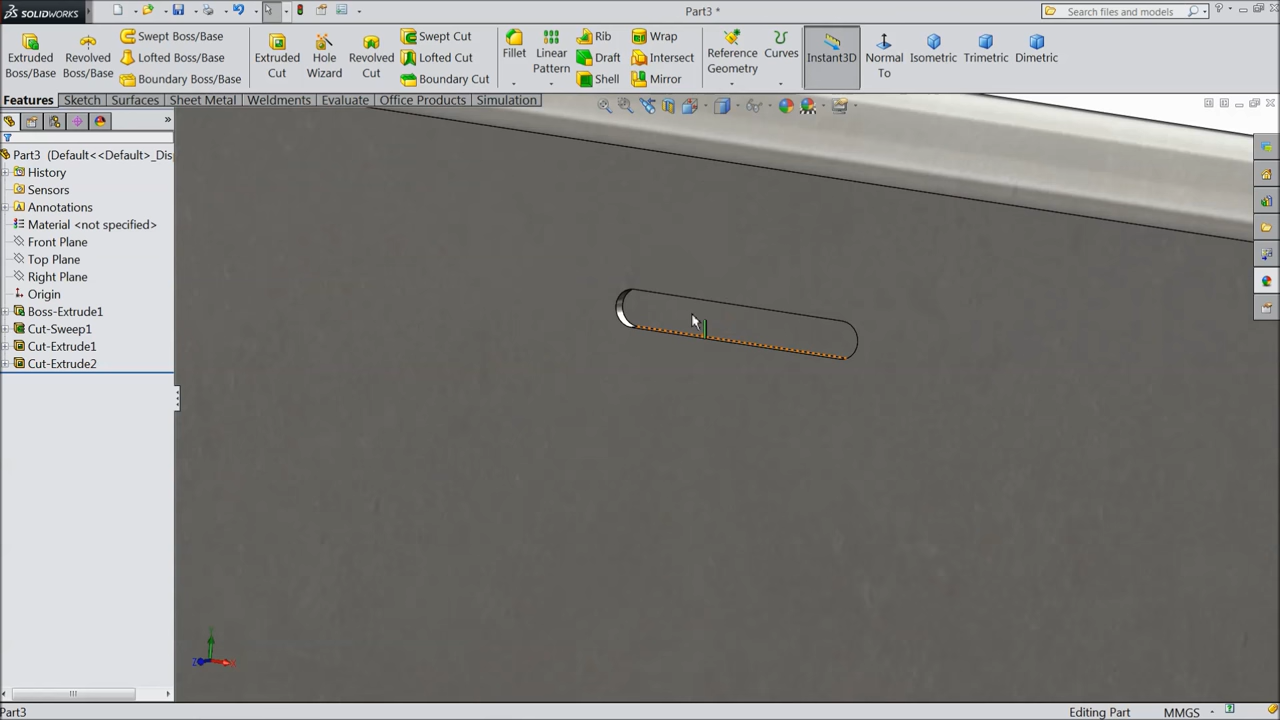 SOLIDWORKS
Part3 *
Search files and models
Extruded Boss/Base
Revolved Boss/Base
Swept Boss/Base
Lofted Boss/Base
Boundary Boss/Base
Extruded Cut
Hole Wizard
Revolved Cut
Swept Cut
Lofted Cut
Boundary Cut
Fillet
Linear Pattern
Rib
Draft
Shell
Wrap
Intersect
Mirror
Reference Geometry
Curves
Instant3D
Normal To
Isometric
Trimetric
Dimetric
Features
Sketch
Surfaces
Sheet Metal
Weldments
Evaluate
Office Products
Simulation
Part3 (Default<<Default>_Dis
History
Sensors
Annotations
Material <not specified>
Front Plane
Top Plane
Right Plane
Origin
Boss-Extrude1
Cut-Sweep1
Cut-Extrude1
Cut-Extrude2
Z
Part3
Editing Part
MMGS